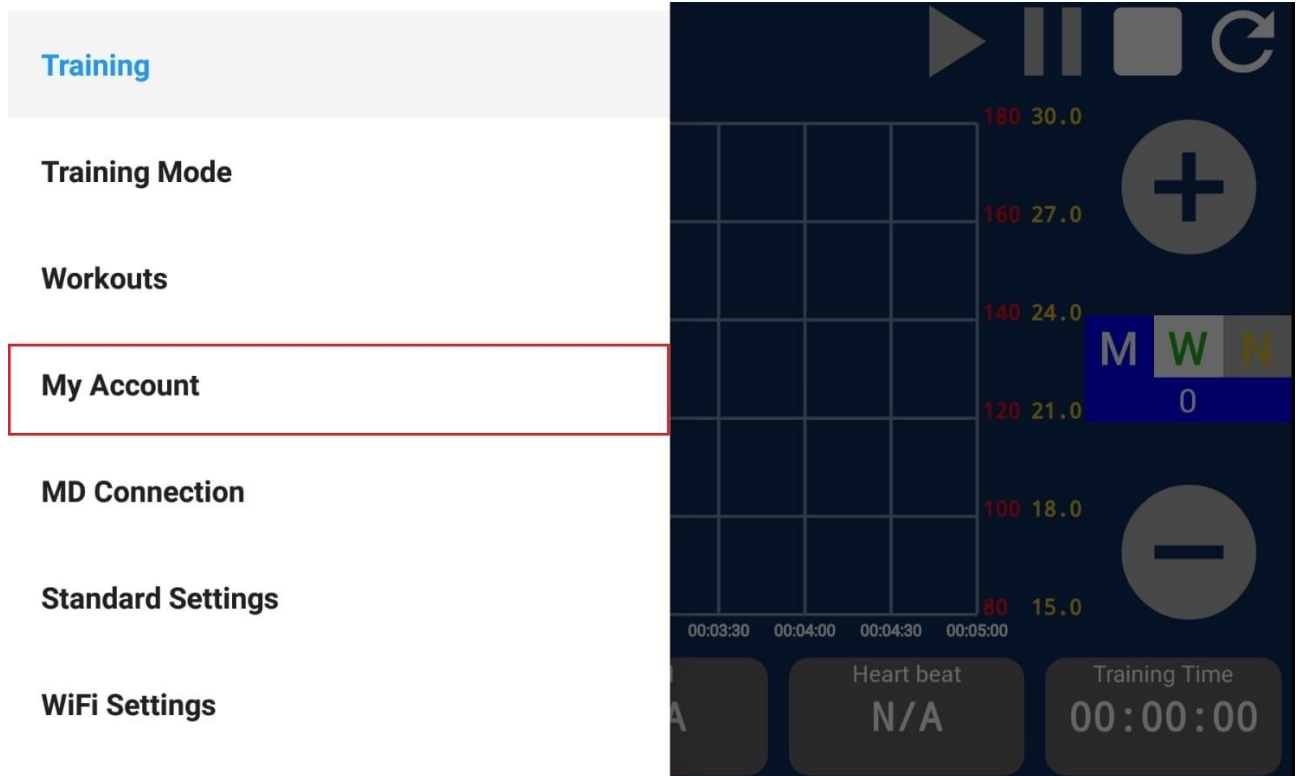 Training
Training Mode
Workouts
My Account
MD Connection
Standard Settings
WiFi Settings
180 30.0
160 27.0
140 24.0
120 21.0
100 18.0
80 15.0
00:03:30 00:04:00 00:04:30 00:05:00
M W N
0
Heart beat
N/A
Training Time
00:00:00